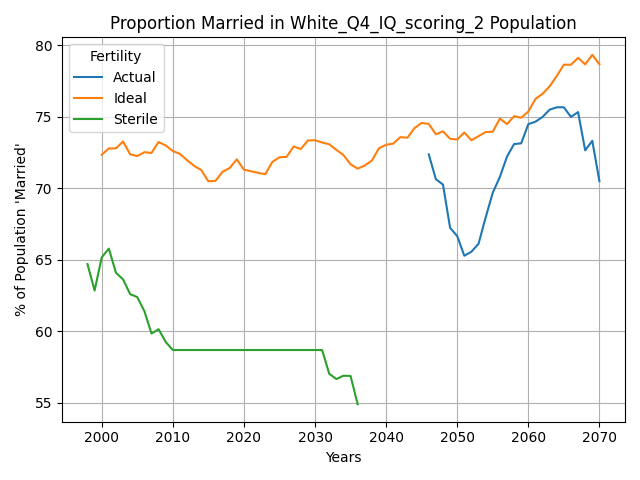 Proportion Married in White_Q4_IQ_scoring_2 Population
% of Population 'Married'
Fertility
Actual
Ideal
Sterile
80
75
70
65
60
55
2000 2010 2020 2030 2040 2050 2060 2070
Years